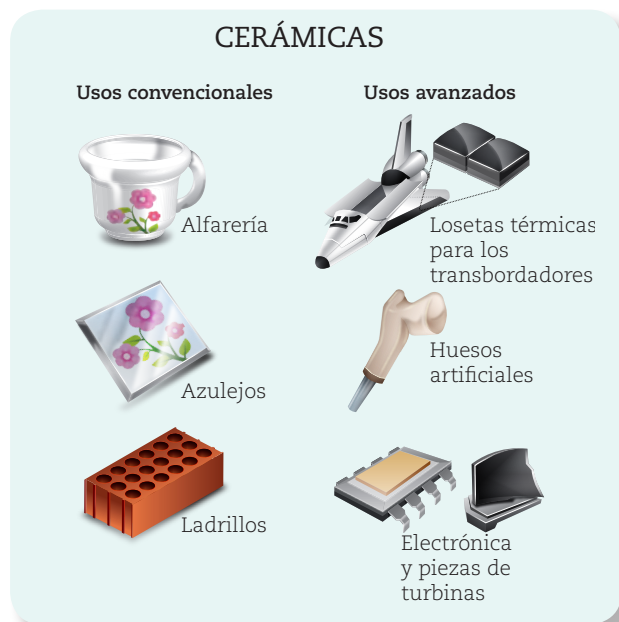 CERÁMICAS
Usos convencionales
Alfarería
Azulejos
Ladrillos
Usos avanzados
Losetas térmicas
para los
transbordadores
Huesos
artificiales
Electrónica
y piezas de
turbinas